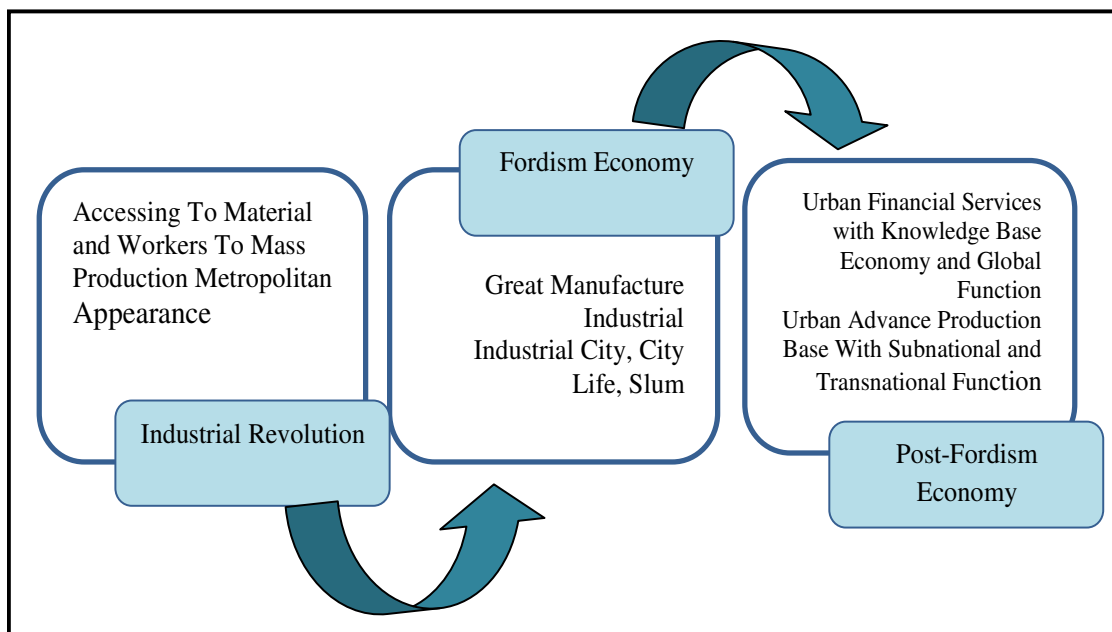 Accessing To Material
and Workers To Mass
Production Metropolitan
Appearance
Industrial Revolution
Fordism Economy
Great Manufacture
Industrial
Industrial City, City
Life, Slum
Urban Financial Services
with Knowledge Base
Economy and Global
Function
Urban Advance Production
Base With Subnational and
Transnational Function
Post-Fordism
Economy